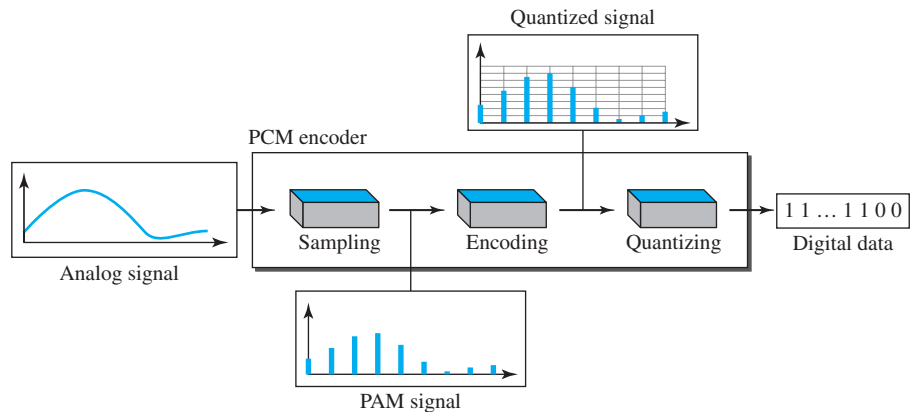 Quantized signal
PCM encoder
Sampling
Encoding
Quantizing
1 1 … 1 1 0 0
Digital data
Analog signal
PAM signal